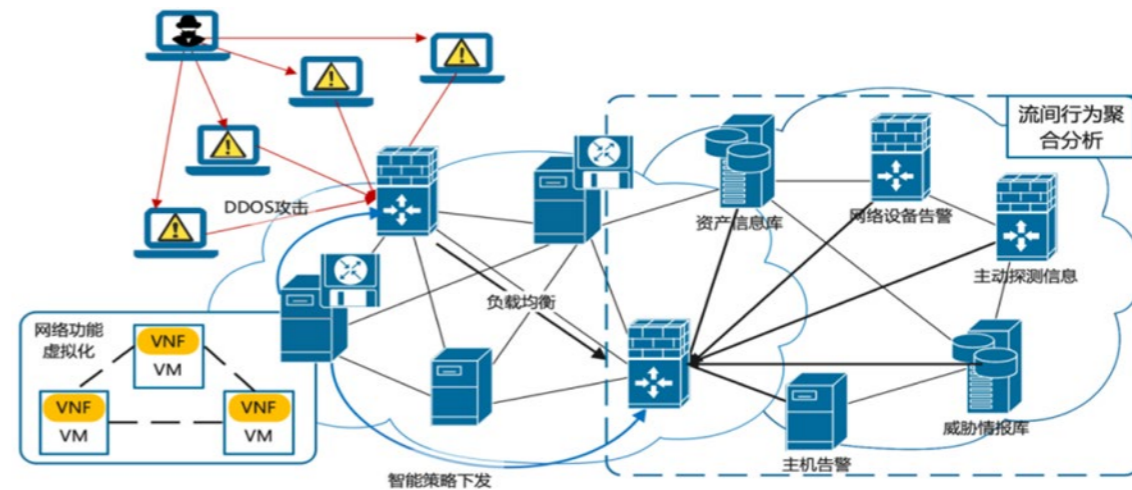 流间行为聚
合分析
DDOS攻击
资产信息库
网络设备告警
主动探测信息
负载均衡
网络功能
虚拟化
VNF
VM
VNF
VM
VNF
VM
威胁情报库
主机告警
智能策略下发